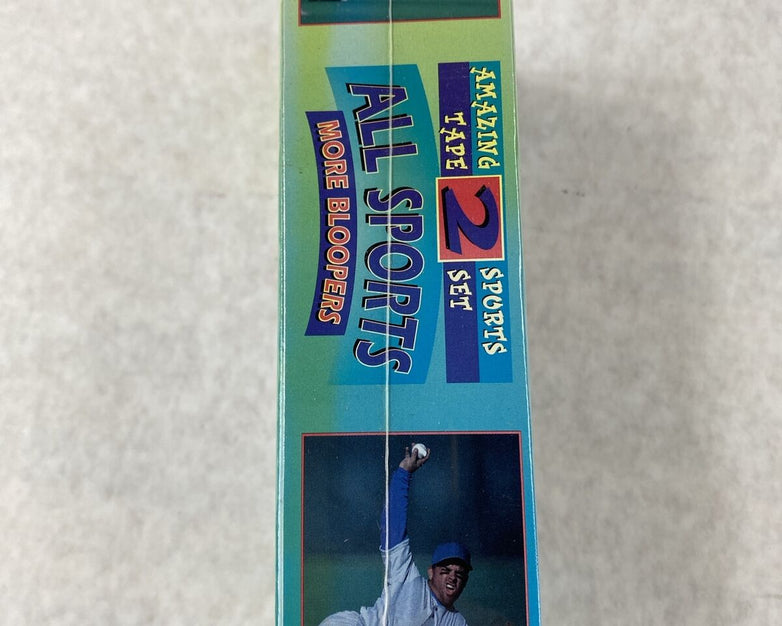 AMAZING SPORTS
TAPE 2 SET
ALL SPORTS
MORE BLOOPERS